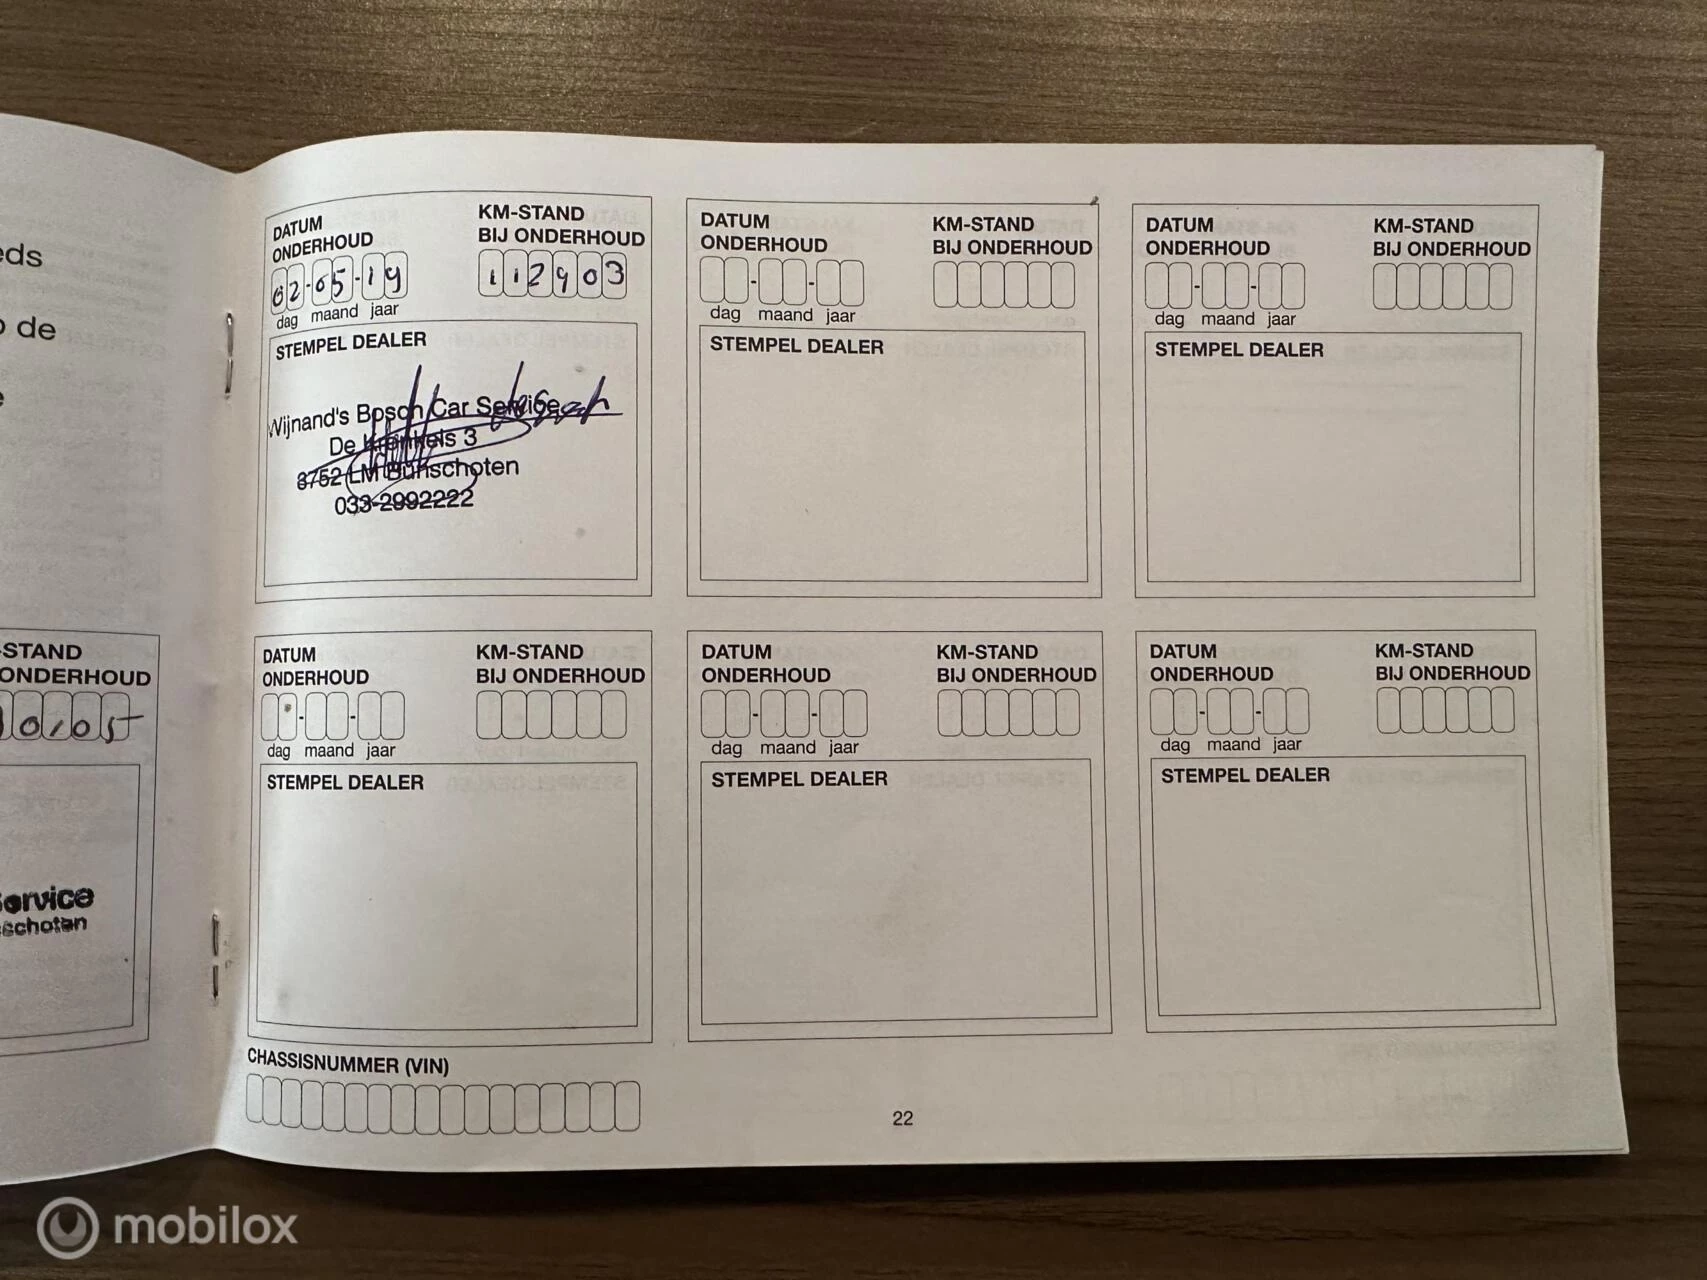 eds
o de
e
-STAND
ONDERHOUD
0105
ervice
schoten
DATUM
ONDERHOUD
KM-STAND
BIJ ONDERHOUD
02-05-19
112903
dag maand jaar
STEMPEL DEALER
Wijnand's Bosch Car Service
De Kronkels 3
3752 LM Bunschoten
033-2992222
DATUM
ONDERHOUD
KM-STAND
BIJ ONDERHOUD
- -
dag maand jaar
STEMPEL DEALER
DATUM
ONDERHOUD
KM-STAND
BIJ ONDERHOUD
- -
dag maand jaar
STEMPEL DEALER
DATUM
ONDERHOUD
KM-STAND
BIJ ONDERHOUD
- -
dag maand jaar
STEMPEL DEALER
DATUM
ONDERHOUD
KM-STAND
BIJ ONDERHOUD
- -
dag maand jaar
STEMPEL DEALER
DATUM
ONDERHOUD
KM-STAND
BIJ ONDERHOUD
- -
dag maand jaar
STEMPEL DEALER
CHASSISNUMMER (VIN)
22
mobilox